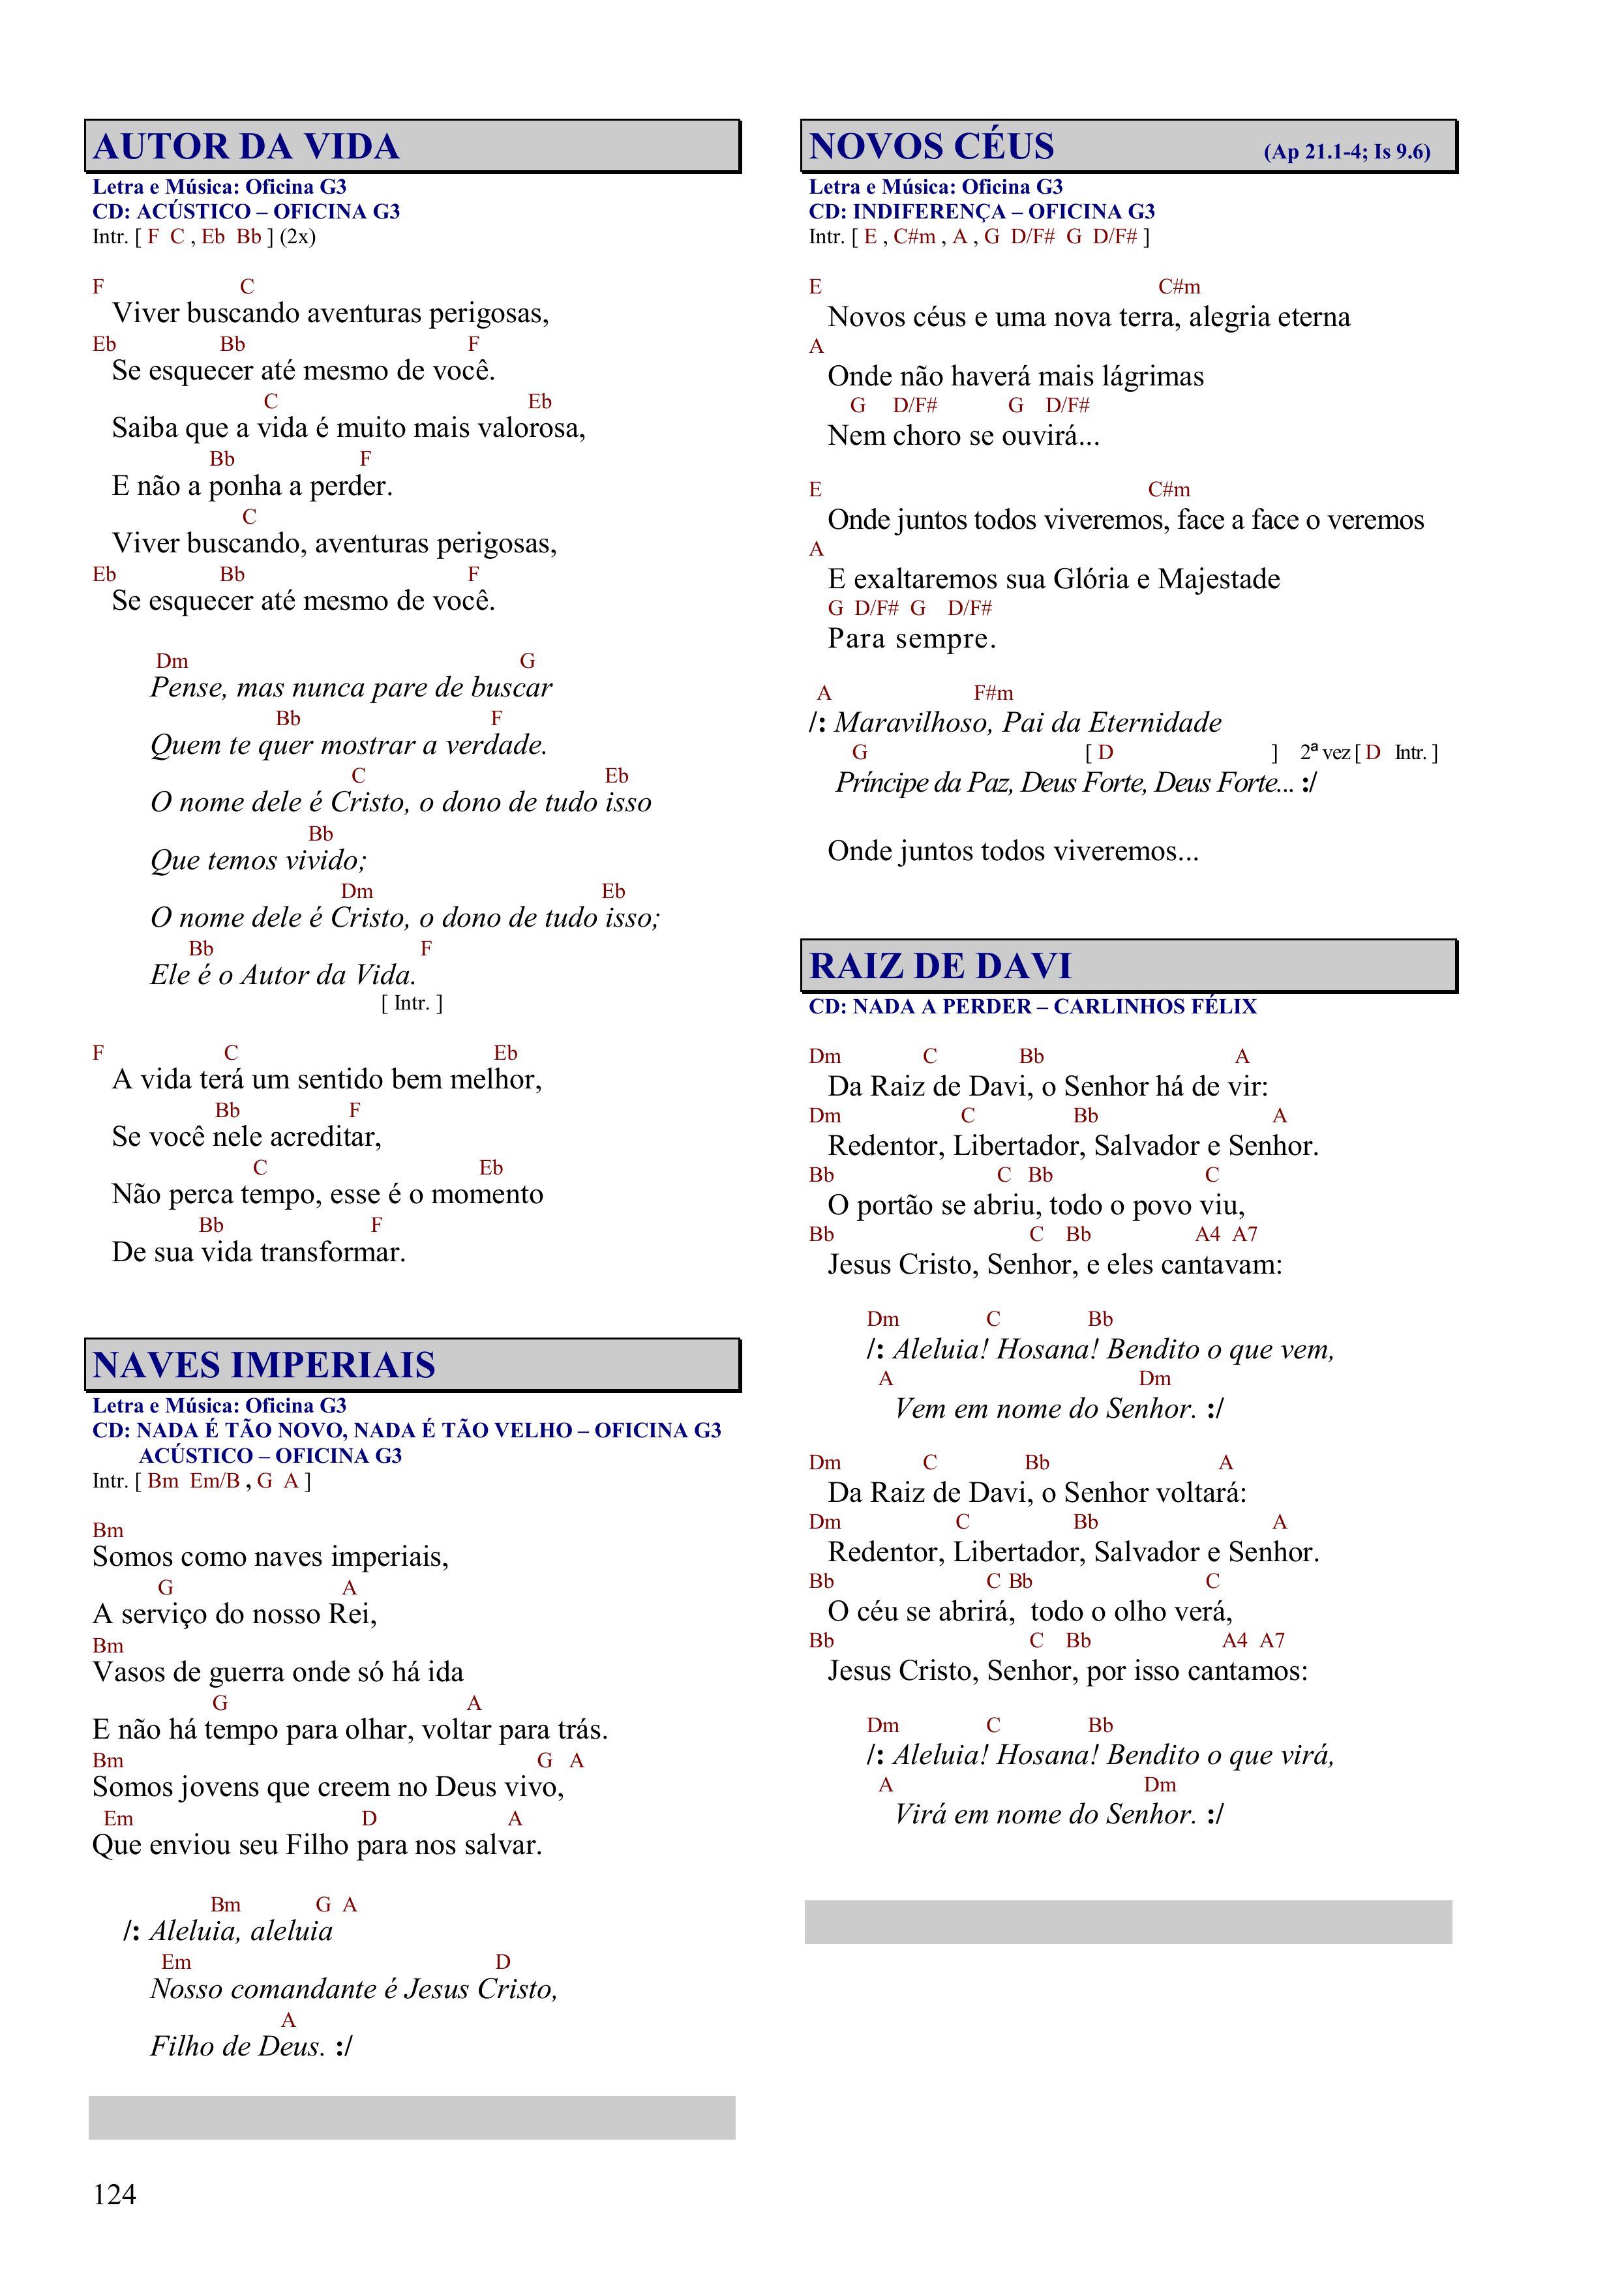 AUTOR DA VIDA
Letra e Música: Oficina G3
CD: ACÚSTICO – OFICINA G3
Intr. [ F C , Eb Bb ] (2x)
F C
Viver buscando aventuras perigosas,
Eb Bb F
Se esquecer até mesmo de você.
C Eb
Saiba que a vida é muito mais valorosa,
Bb F
E não a ponha a perder.
C
Viver buscando, aventuras perigosas,
Eb Bb F
Se esquecer até mesmo de você.
Dm G
Pense, mas nunca pare de buscar
Bb F
Quem te quer mostrar a verdade.
C Eb
O nome dele é Cristo, o dono de tudo isso
Bb
Que temos vivido;
Dm Eb
O nome dele é Cristo, o dono de tudo isso;
Bb F
Ele é o Autor da Vida.
[ Intr. ]
F C Eb
A vida terá um sentido bem melhor,
Bb F
Se você nele acreditar,
C Eb
Não perca tempo, esse é o momento
Bb F
De sua vida transformar.
NAVES IMPERIAIS
Letra e Música: Oficina G3
CD: NADA É TÃO NOVO, NADA É TÃO VELHO – OFICINA G3
ACÚSTICO – OFICINA G3
Intr. [ Bm Em/B , G A ]
Bm
Somos como naves imperiais,
G A
A serviço do nosso Rei,
Bm
Vasos de guerra onde só há ida
G A
E não há tempo para olhar, voltar para trás.
Bm G A
Somos jovens que creem no Deus vivo,
Em D A
Que enviou seu Filho para nos salvar.
Bm G A
/: Aleluia, aleluia
Em D
Nosso comandante é Jesus Cristo,
A
Filho de Deus. :/
124
NOVOS CÉUS (Ap 21.1-4; Is 9.6)
Letra e Música: Oficina G3
CD: INDIFERENÇA – OFICINA G3
Intr. [ E , C#m , A , G D/F# G D/F# ]
E C#m
Novos céus e uma nova terra, alegria eterna
A
Onde não haverá mais lágrimas
G D/F# G D/F#
Nem choro se ouvirá...
E C#m
Onde juntos todos viveremos, face a face o veremos
A
E exaltaremos sua Glória e Majestade
G D/F# G D/F#
Para sempre.
A F#m
/: Maravilhoso, Pai da Eternidade
G [ D ] 2ª vez [ D Intr. ]
Príncipe da Paz, Deus Forte, Deus Forte... :/
Onde juntos todos viveremos...
RAIZ DE DAVI
CD: NADA A PERDER – CARLINHOS FÉLIX
Dm C Bb A
Da Raiz de Davi, o Senhor há de vir:
Dm C Bb A
Redentor, Libertador, Salvador e Senhor.
Bb C Bb C
O portão se abriu, todo o povo viu,
Bb C Bb A4 A7
Jesus Cristo, Senhor, e eles cantavam:
Dm C Bb
/: Aleluia! Hosana! Bendito o que vem,
A Dm
Vem em nome do Senhor. :/
Dm C Bb A
Da Raiz de Davi, o Senhor voltará:
Dm C Bb A
Redentor, Libertador, Salvador e Senhor.
Bb C Bb C
O céu se abrirá, todo o olho verá,
Bb C Bb A4 A7
Jesus Cristo, Senhor, por isso cantamos:
Dm C Bb
/: Aleluia! Hosana! Bendito o que virá,
A Dm
Virá em nome do Senhor. :/